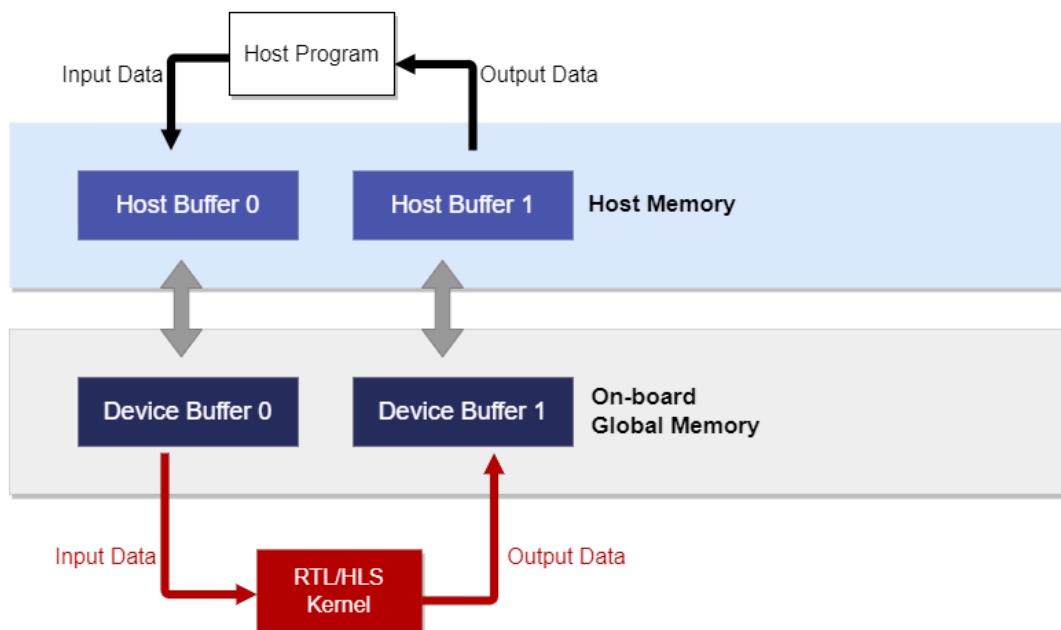 Host Program
Input Data
Output Data
Host Buffer 0
Host Buffer 1
Host Memory
Device Buffer 0
Device Buffer 1
On-board
Global Memory
Input Data
Output Data
RTL/HLS
Kernel